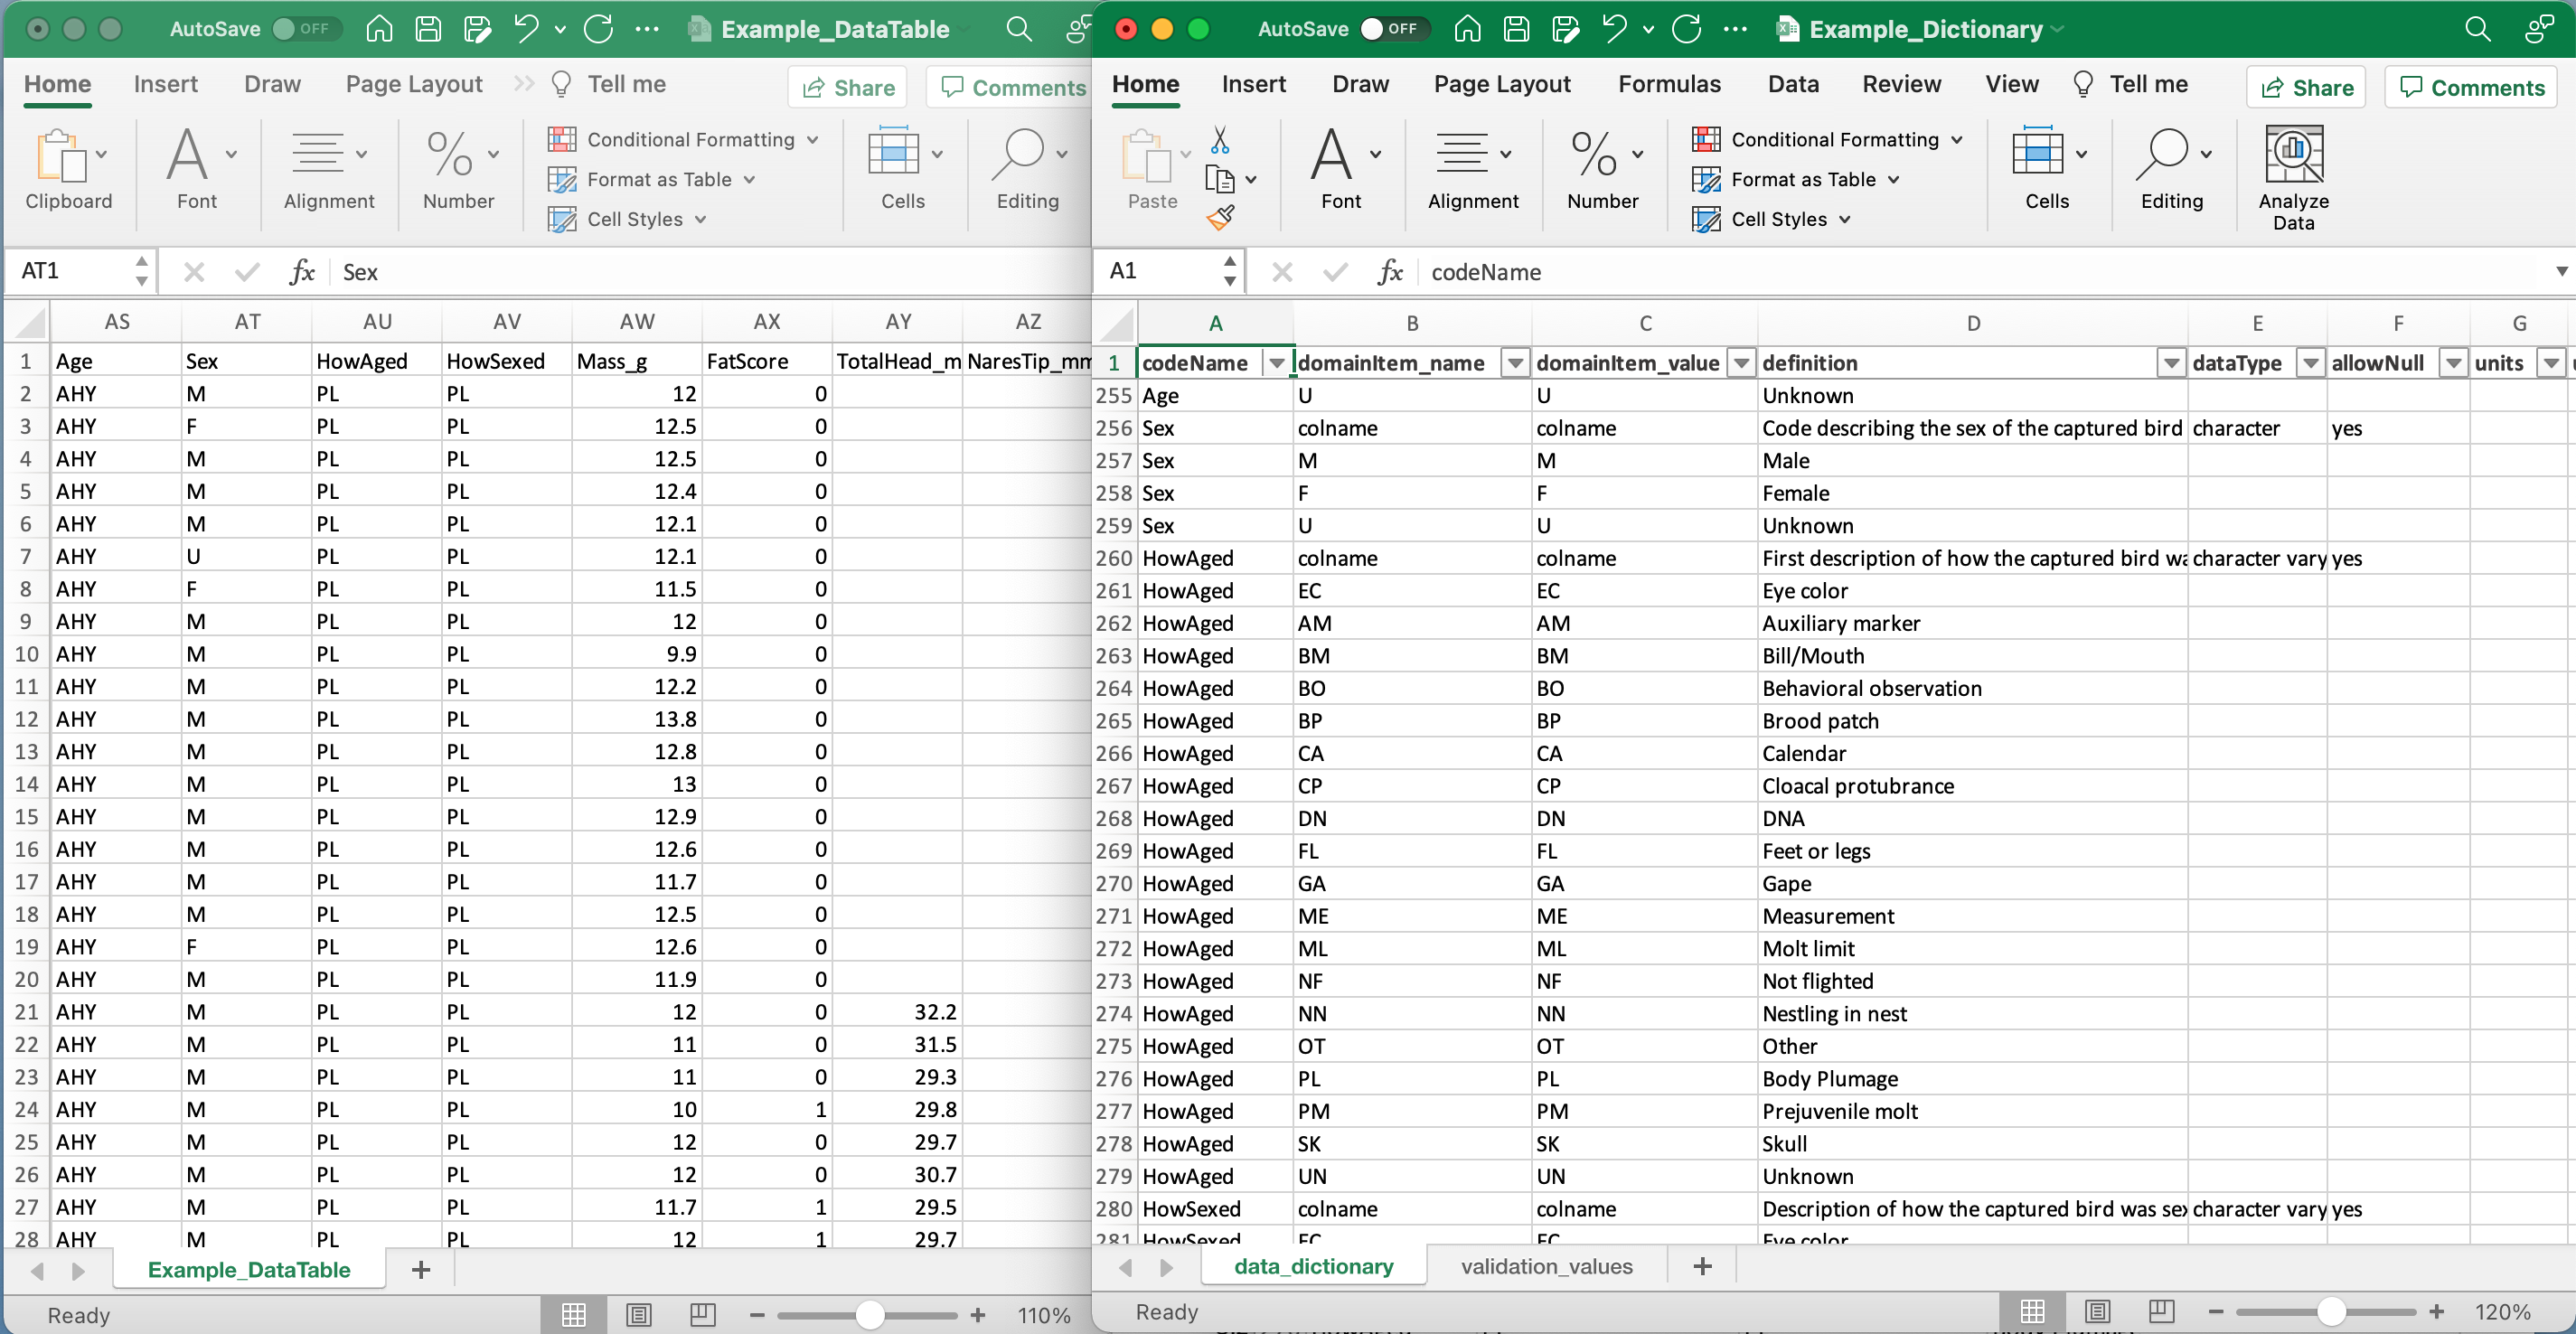 AutoSave OFF Example_DataTable
Home Insert Draw Page Layout Tell me Share Comments
Clipboard Font Alignment Number Conditional Formatting Format as Table Cell Styles Cells Editing
AT1 fx Sex
AS AT AU AV AW AX AY AZ
1 Age Sex HowAged HowSexed Mass_g FatScore TotalHead_m NaresTip_mm
2 AHY M PL PL 12 0
3 AHY F PL PL 12.5 0
4 AHY M PL PL 12.5 0
5 AHY M PL PL 12.4 0
6 AHY M PL PL 12.1 0
7 AHY U PL PL 12.1 0
8 AHY F PL PL 11.5 0
9 AHY M PL PL 12 0
10 AHY M PL PL 9.9 0
11 AHY M PL PL 12.2 0
12 AHY M PL PL 13.8 0
13 AHY M PL PL 12.8 0
14 AHY M PL PL 13 0
15 AHY M PL PL 12.9 0
16 AHY M PL PL 12.6 0
17 AHY M PL PL 11.7 0
18 AHY M PL PL 12.5 0
19 AHY F PL PL 12.6 0
20 AHY M PL PL 11.9 0
21 AHY M PL PL 12 0 32.2
22 AHY M PL PL 11 0 31.5
23 AHY M PL PL 11 0 29.3
24 AHY M PL PL 10 1 29.8
25 AHY M PL PL 12 0 29.7
26 AHY M PL PL 12 0 30.7
27 AHY M PL PL 11.7 1 29.5
28 AHY M PL PL 12 1 29.7
Example_DataTable +
Ready 110%
AutoSave OFF Example_Dictionary
Home Insert Draw Page Layout Formulas Data Review View Tell me Share Comments
Paste Font Alignment Number Conditional Formatting Format as Table Cell Styles Cells Editing Analyze Data
A1 fx codeName
A B C D E F G
1 codeName domainItem_name domainItem_value definition dataType allowNull units
255 Age U U Unknown
256 Sex colname colname Code describing the sex of the captured bird character yes
257 Sex M M Male
258 Sex F F Female
259 Sex U U Unknown
260 HowAged colname colname First description of how the captured bird wa character vary yes
261 HowAged EC EC Eye color
262 HowAged AM AM Auxiliary marker
263 HowAged BM BM Bill/Mouth
264 HowAged BO BO Behavioral observation
265 HowAged BP BP Brood patch
266 HowAged CA CA Calendar
267 HowAged CP CP Cloacal protubrance
268 HowAged DN DN DNA
269 HowAged FL FL Feet or legs
270 HowAged GA GA Gape
271 HowAged ME ME Measurement
272 HowAged ML ML Molt limit
273 HowAged NF NF Not flighted
274 HowAged NN NN Nestling in nest
275 HowAged OT OT Other
276 HowAged PL PL Body Plumage
277 HowAged PM PM Prejuvenile molt
278 HowAged SK SK Skull
279 HowAged UN UN Unknown
280 HowSexed colname colname Description of how the captured bird was sex character vary yes
281 HowSexed EC EC Eye color
data_dictionary validation_values +
Ready 120%